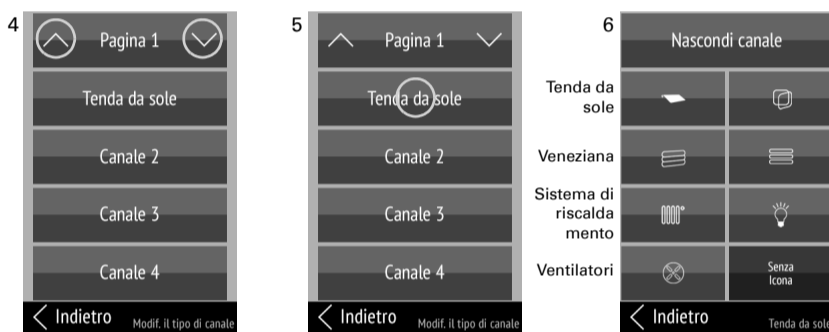 4
Pagina 1
Tenda da sole
Canale 2
Canale 3
Canale 4
Indietro
Modif. il tipo di canale
5
Pagina 1
Tenda da sole
Canale 2
Canale 3
Canale 4
Indietro
Modif. il tipo di canale
6
Nascondi canale
Tenda da
sole
Veneziana
Sistema di
riscalda
mento
Ventilatori
Senza
Icona
Indietro
Tenda da sole